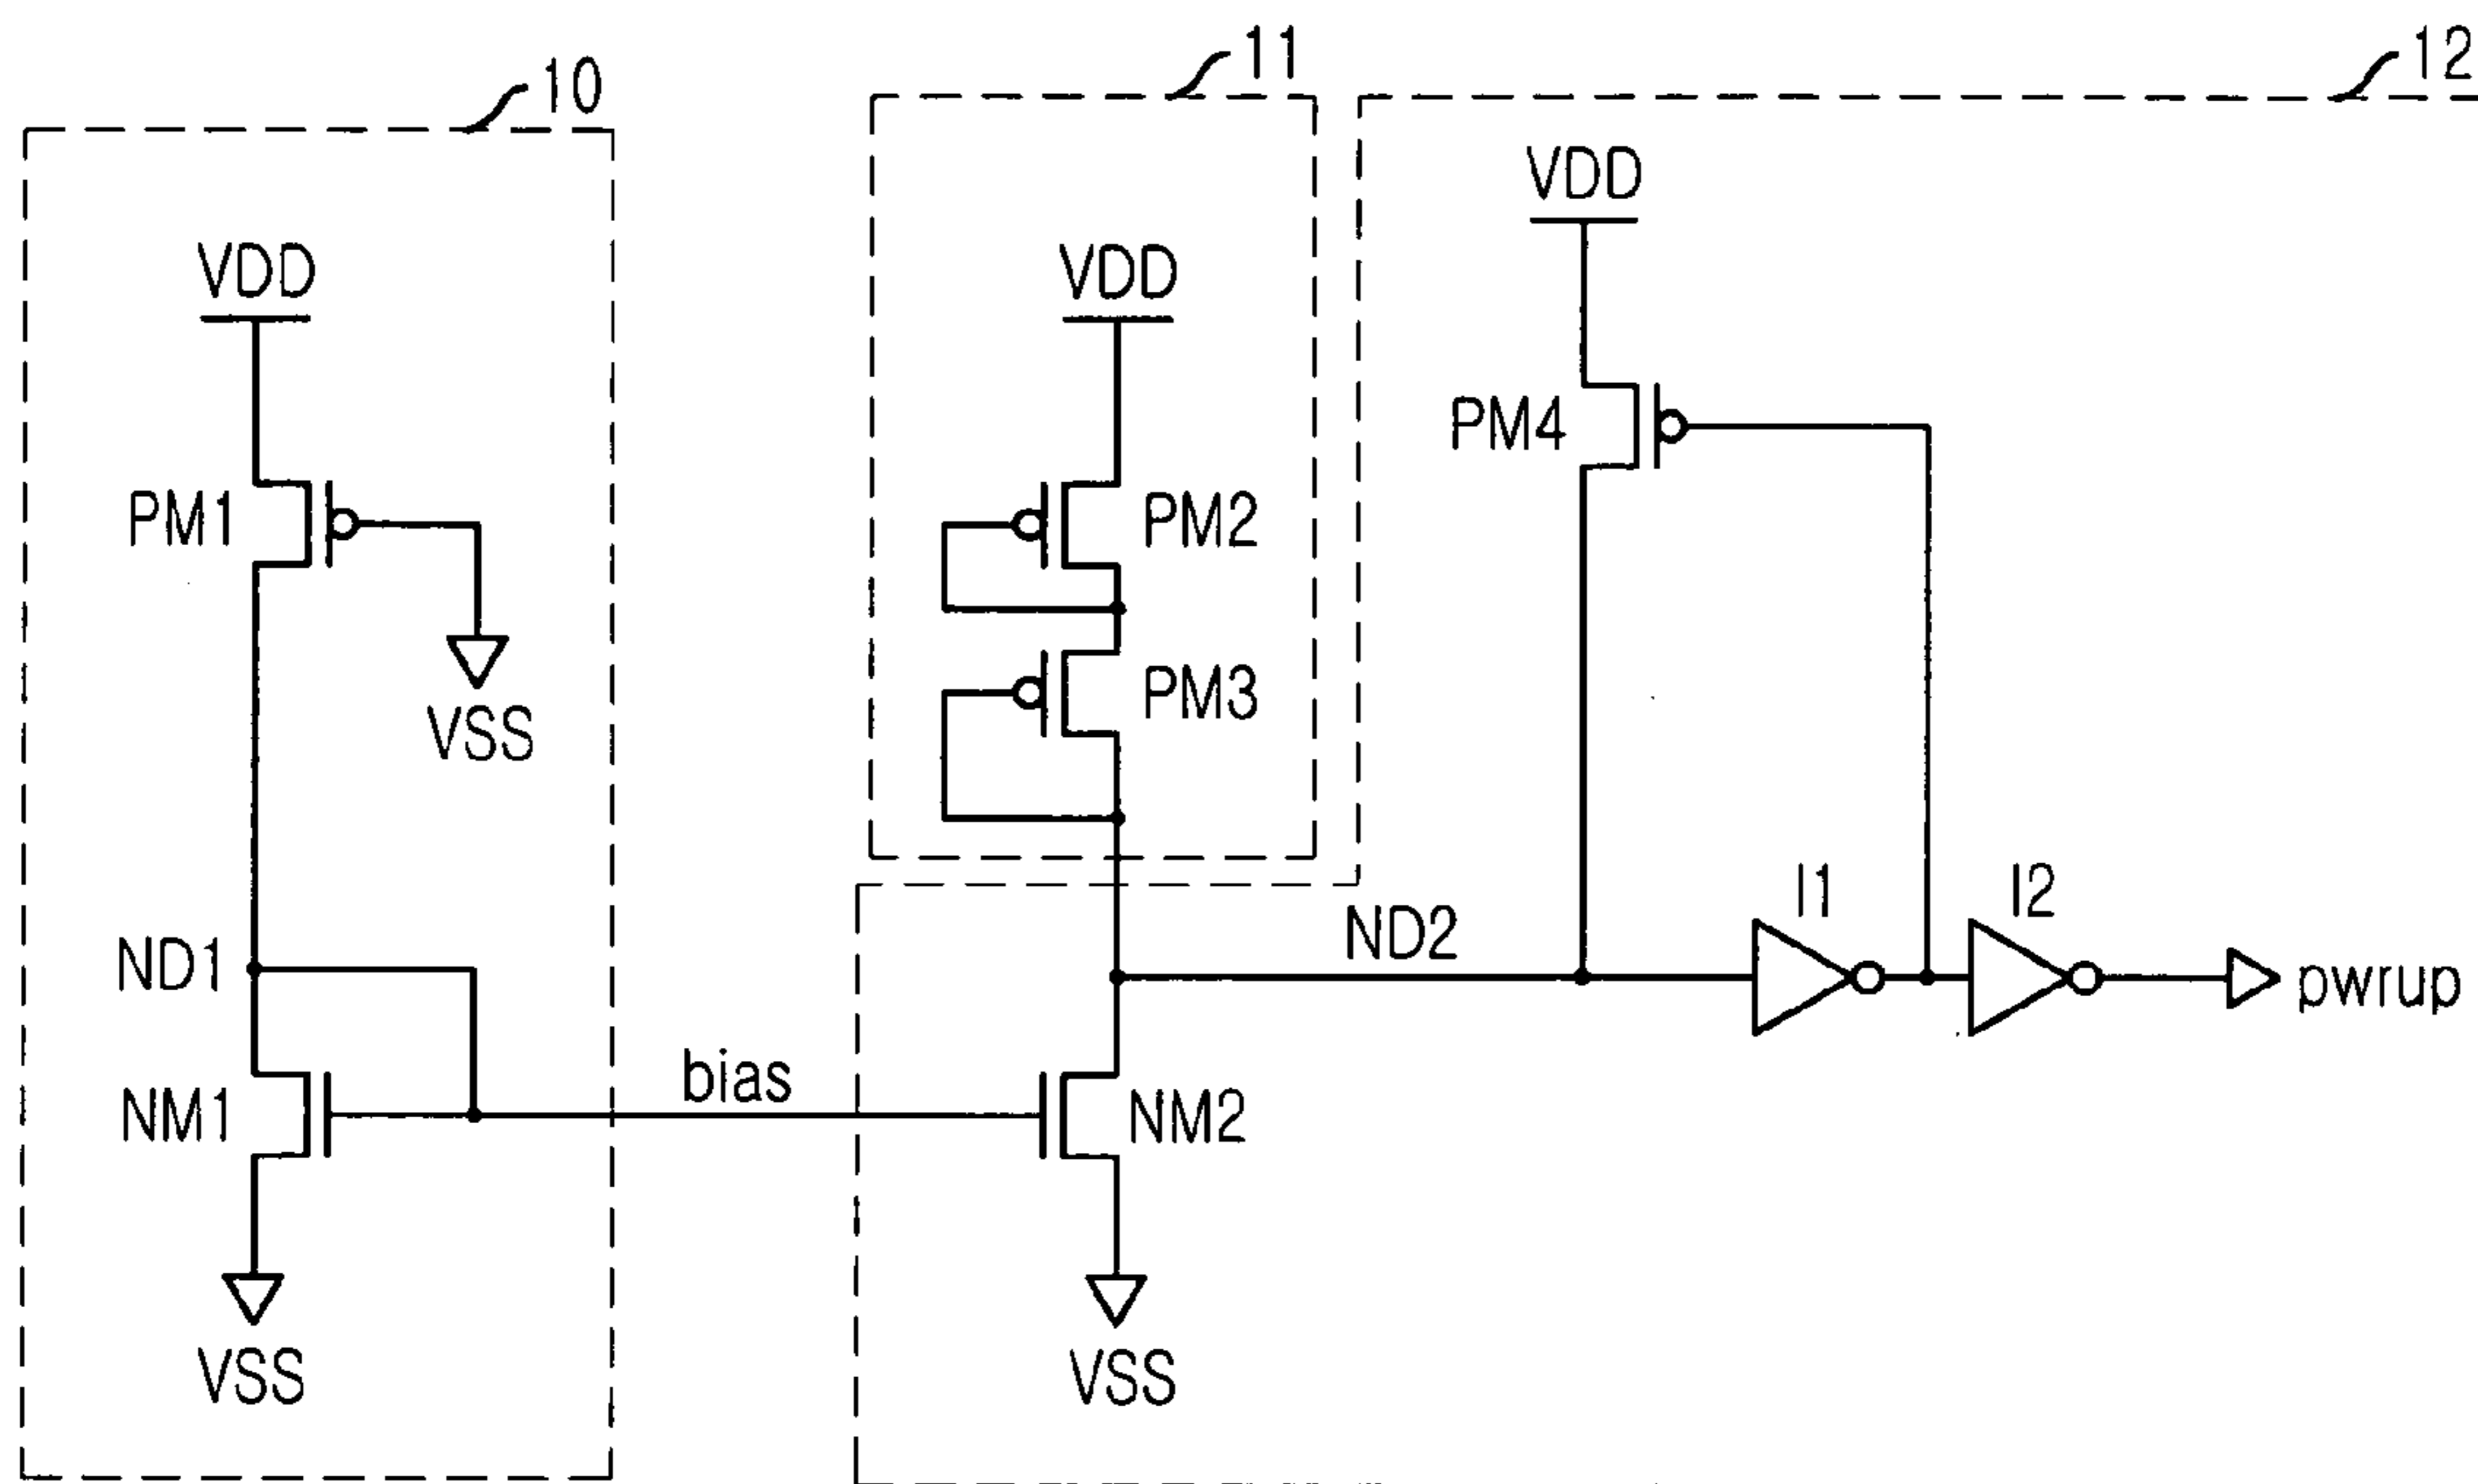 10
11
12
VDD
VDD
VDD
PM1
PM2
PM3
PM4
VSS
ND1
ND2
I1
I2
pwrup
NM1
bias
NM2
VSS
VSS